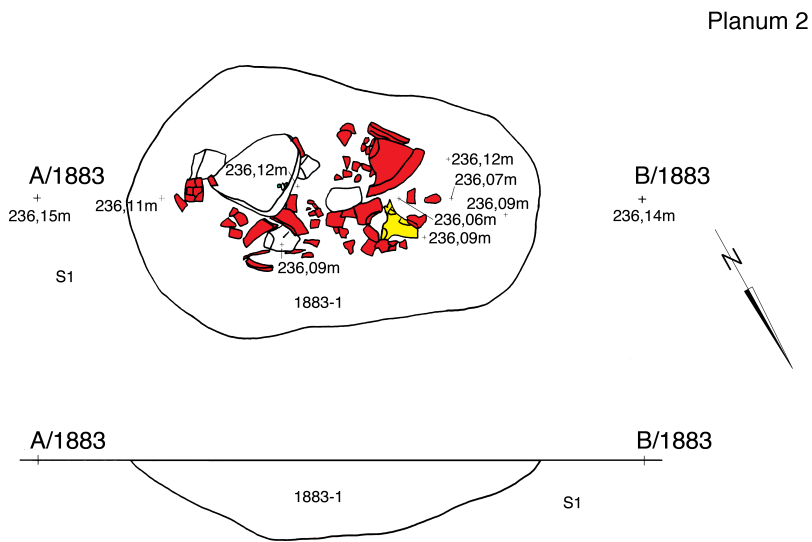 Planum 2
A/1883
236,15m
236,11m
236,12m
236,12m
236,07m
236,09m
236,06m
236,09m
236,09m
B/1883
236,14m
S1
1883-1
N
A/1883
B/1883
1883-1
S1